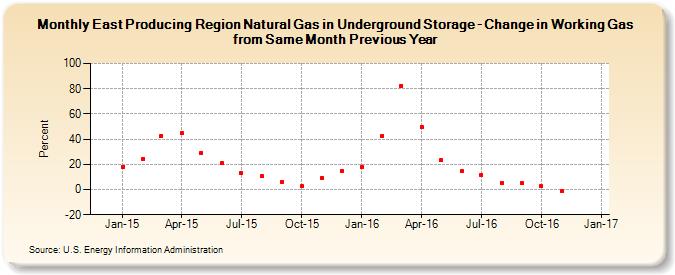 Monthly East Producing Region Natural Gas in Underground Storage - Change in Working Gas
from Same Month Previous Year
Percent
100
80
60
40
20
0
-20
Jan-15 Apr-15 Jul-15 Oct-15 Jan-16 Apr-16 Jul-16 Oct-16 Jan-17
Source: U.S. Energy Information Administration